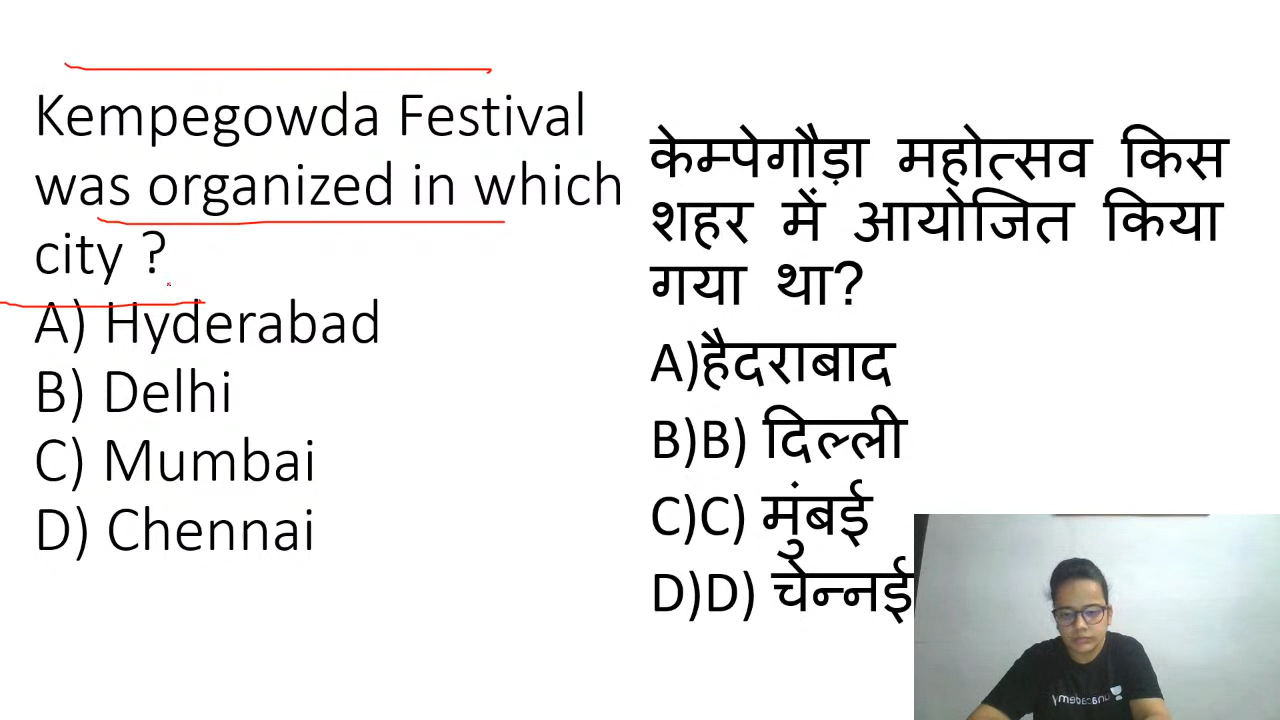 Kempegowda Festival
was organized in which
city ?
A) Hyderabad
B) Delhi
C) Mumbai
D) Chennai
केम्पेगौड़ा महोत्सव किस
शहर में आयोजित किया
गया था?
A)हैदराबाद
B)B) दिल्ली
C)C) मुंबई
D)D) चेन्नई
unacademy